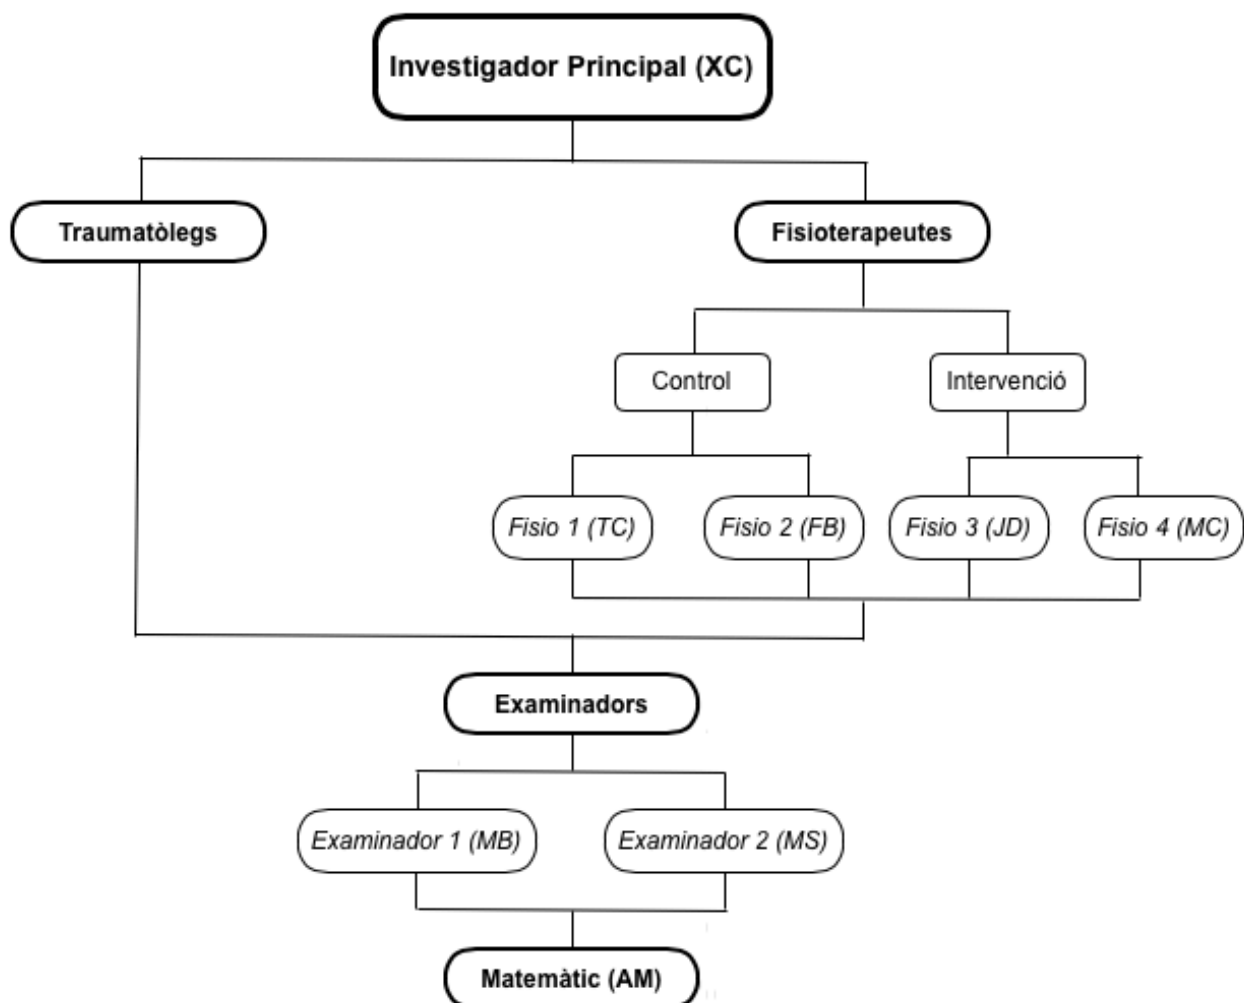 Investigador Principal (XC)
Traumatòlegs
Fisioterapeutes
Control
Intervenció
Fisio 1 (TC)
Fisio 2 (FB)
Fisio 3 (JD)
Fisio 4 (MC)
Examinadors
Examinador 1 (MB)
Examinador 2 (MS)
Matemàtic (AM)